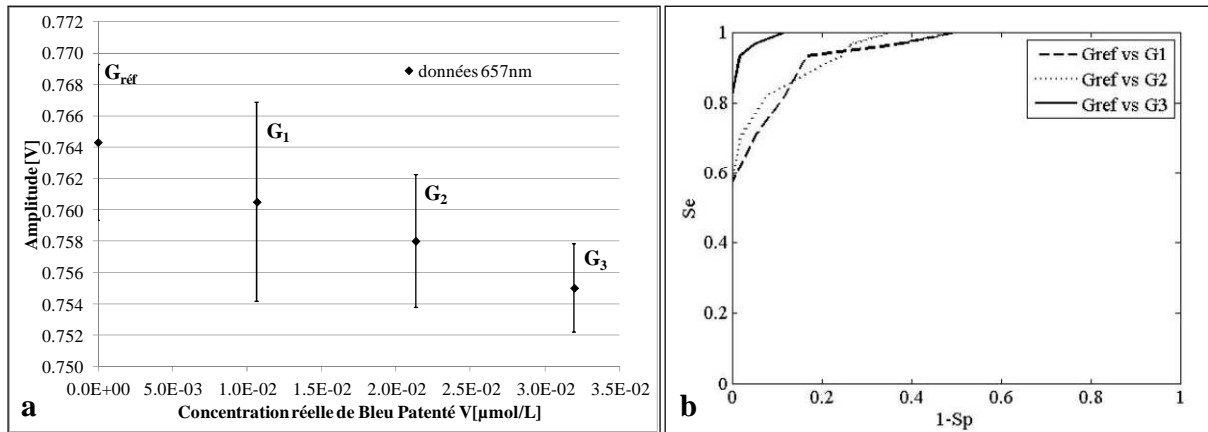 0.772
0.770
0.768
0.766
0.764
0.762
0.760
0.758
0.756
0.754
0.752
0.750
Amplitude [V]
G_réf
G_1
G_2
G_3
données 657nm
0.0E+00 5.0E-03 1.0E-02 1.5E-02 2.0E-02 2.5E-02 3.0E-02 3.5E-02
Concentration réelle de Bleu Patenté V[µmol/L]
a
1
0.8
0.6
0.4
0.2
0
Se
Gref vs G1
Gref vs G2
Gref vs G3
0 0.2 0.4 0.6 0.8 1
1-Sp
b